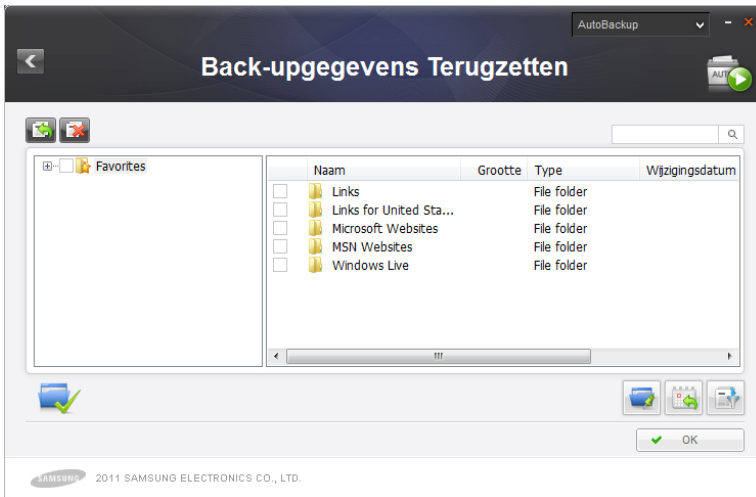 AutoBackup
Back-upgegevens Terugzetten
AUTO
Favorites
Naam Grootte Type Wijzigingsdatum
Links File folder
Links for United Sta... File folder
Microsoft Websites File folder
MSN Websites File folder
Windows Live File folder
OK
SAMSUNG 2011 SAMSUNG ELECTRONICS CO., LTD.